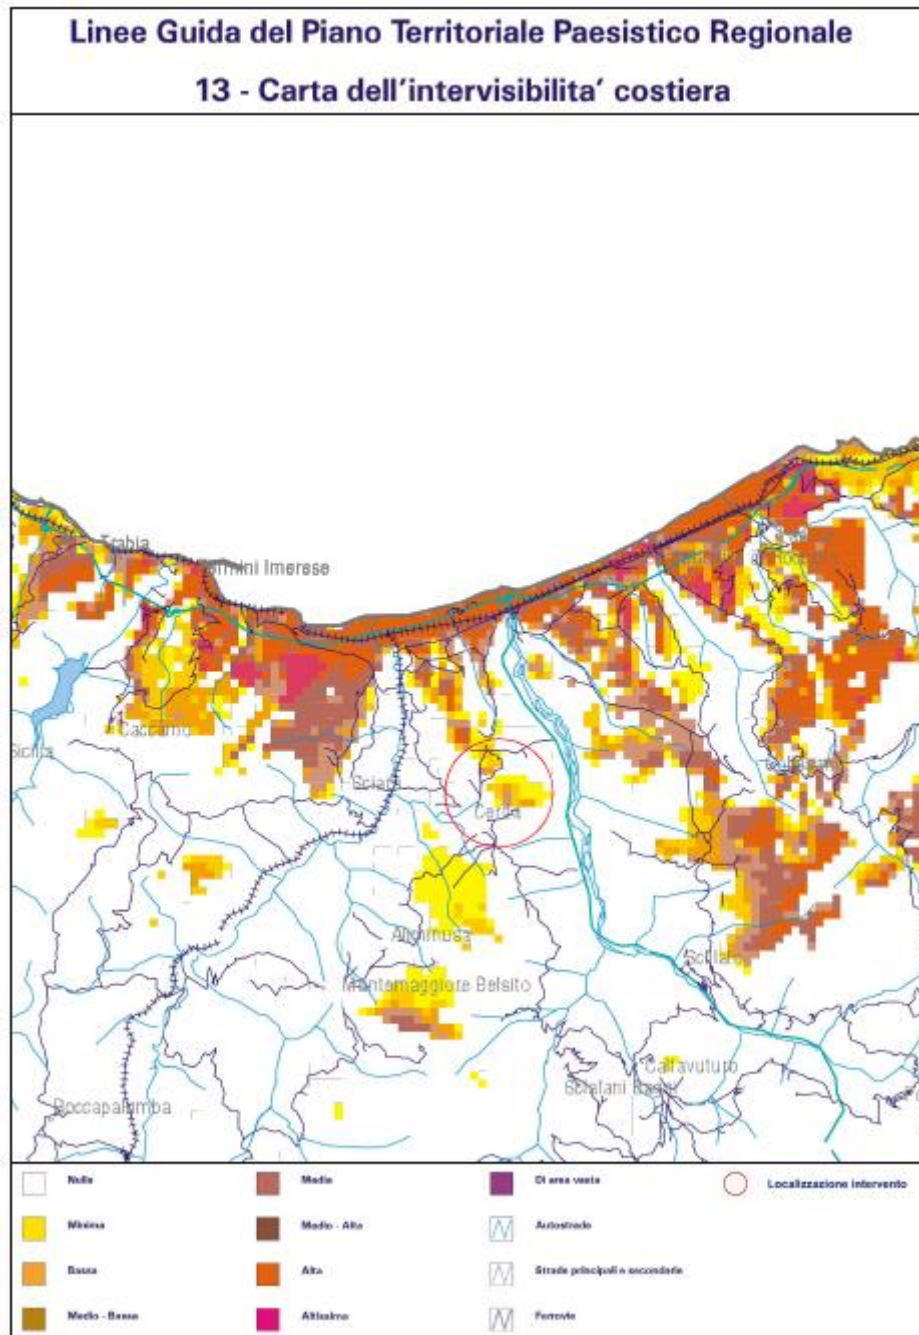 Linee Guida del Piano Territoriale Paesistico Regionale
13 - Carta dell'intervisibilita' costiera
Trabia
Termini Imerese
Caccamo
Sicilia
Sciara
Cerda
Aliminusa
Montemaggiore Belsito
Scillato
Caltavuturo
Sclafani Bagni
Roccapalumba
Nulla
Minima
Bassa
Medio - Bassa
Media
Medio - Alta
Alta
Altissima
Di area vasta
Autostrade
Strade principali e secondarie
Ferrovie
Localizzazione intervento